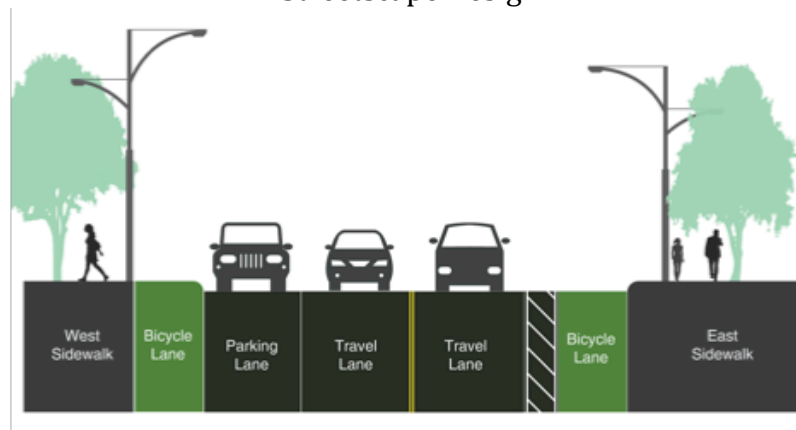 West
Sidewalk
Bicycle
Lane
Parking
Lane
Travel
Lane
Travel
Lane
Bicycle
Lane
East
Sidewalk